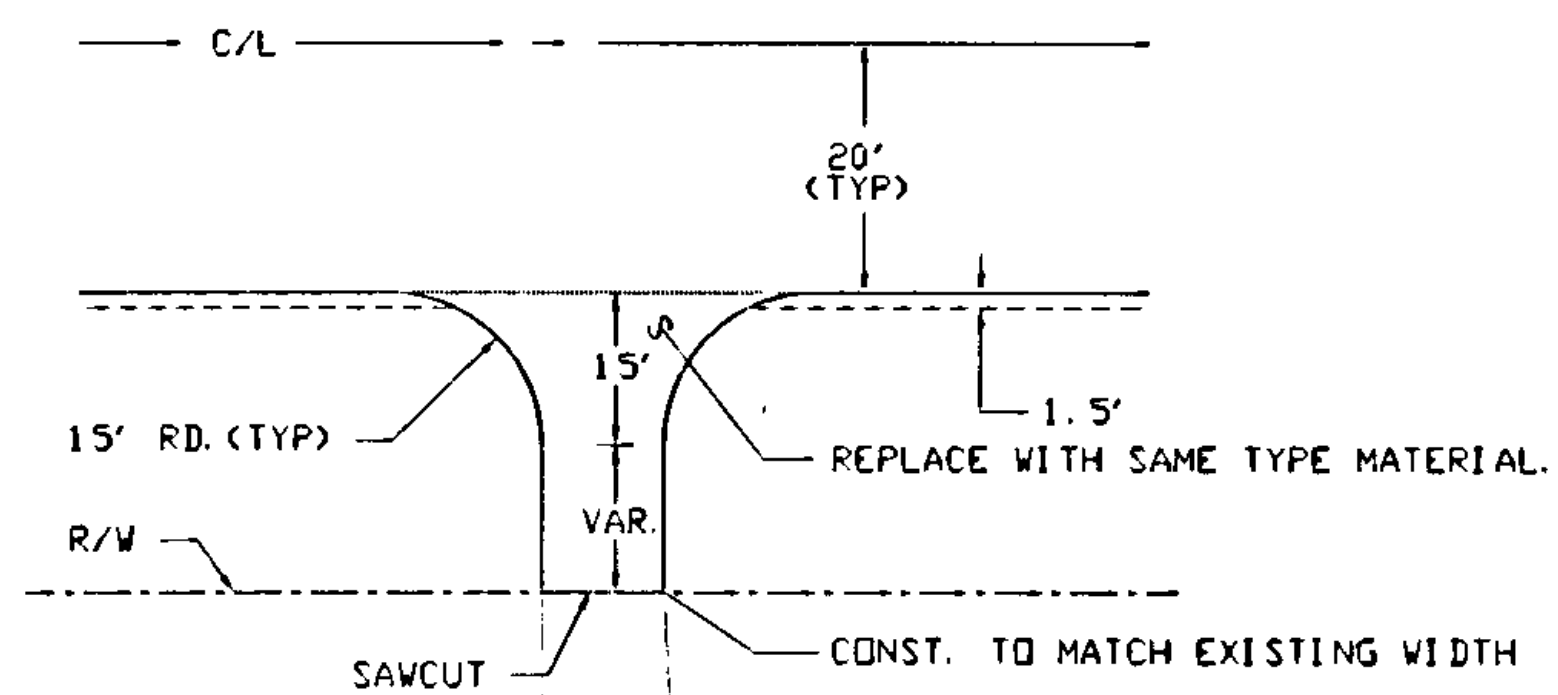 C/L
20'
(TYP)
15'
1.5'
15' RD. (TYP)
REPLACE WITH SAME TYPE MATERIAL.
VAR.
R/W
CONST. TO MATCH EXISTING WIDTH
SAWCUT